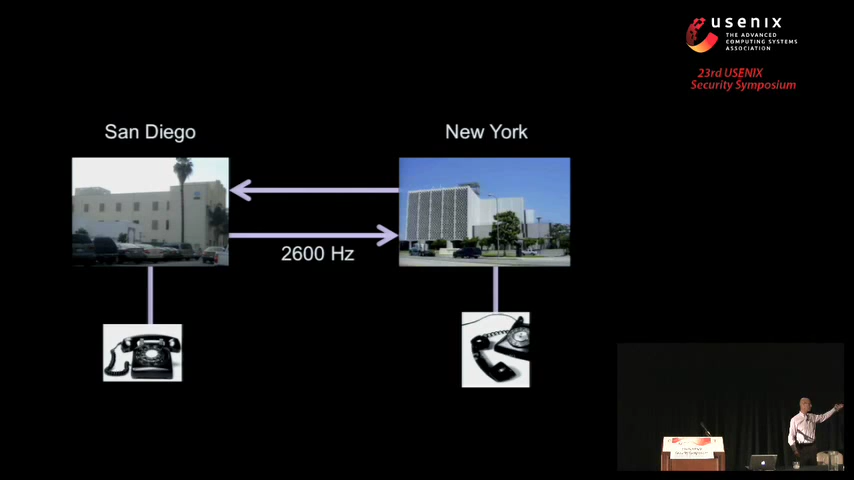 usenix
THE ADVANCED
COMPUTING SYSTEMS
ASSOCIATION
23rd USENIX
Security Symposium
San Diego
New York
2600 Hz